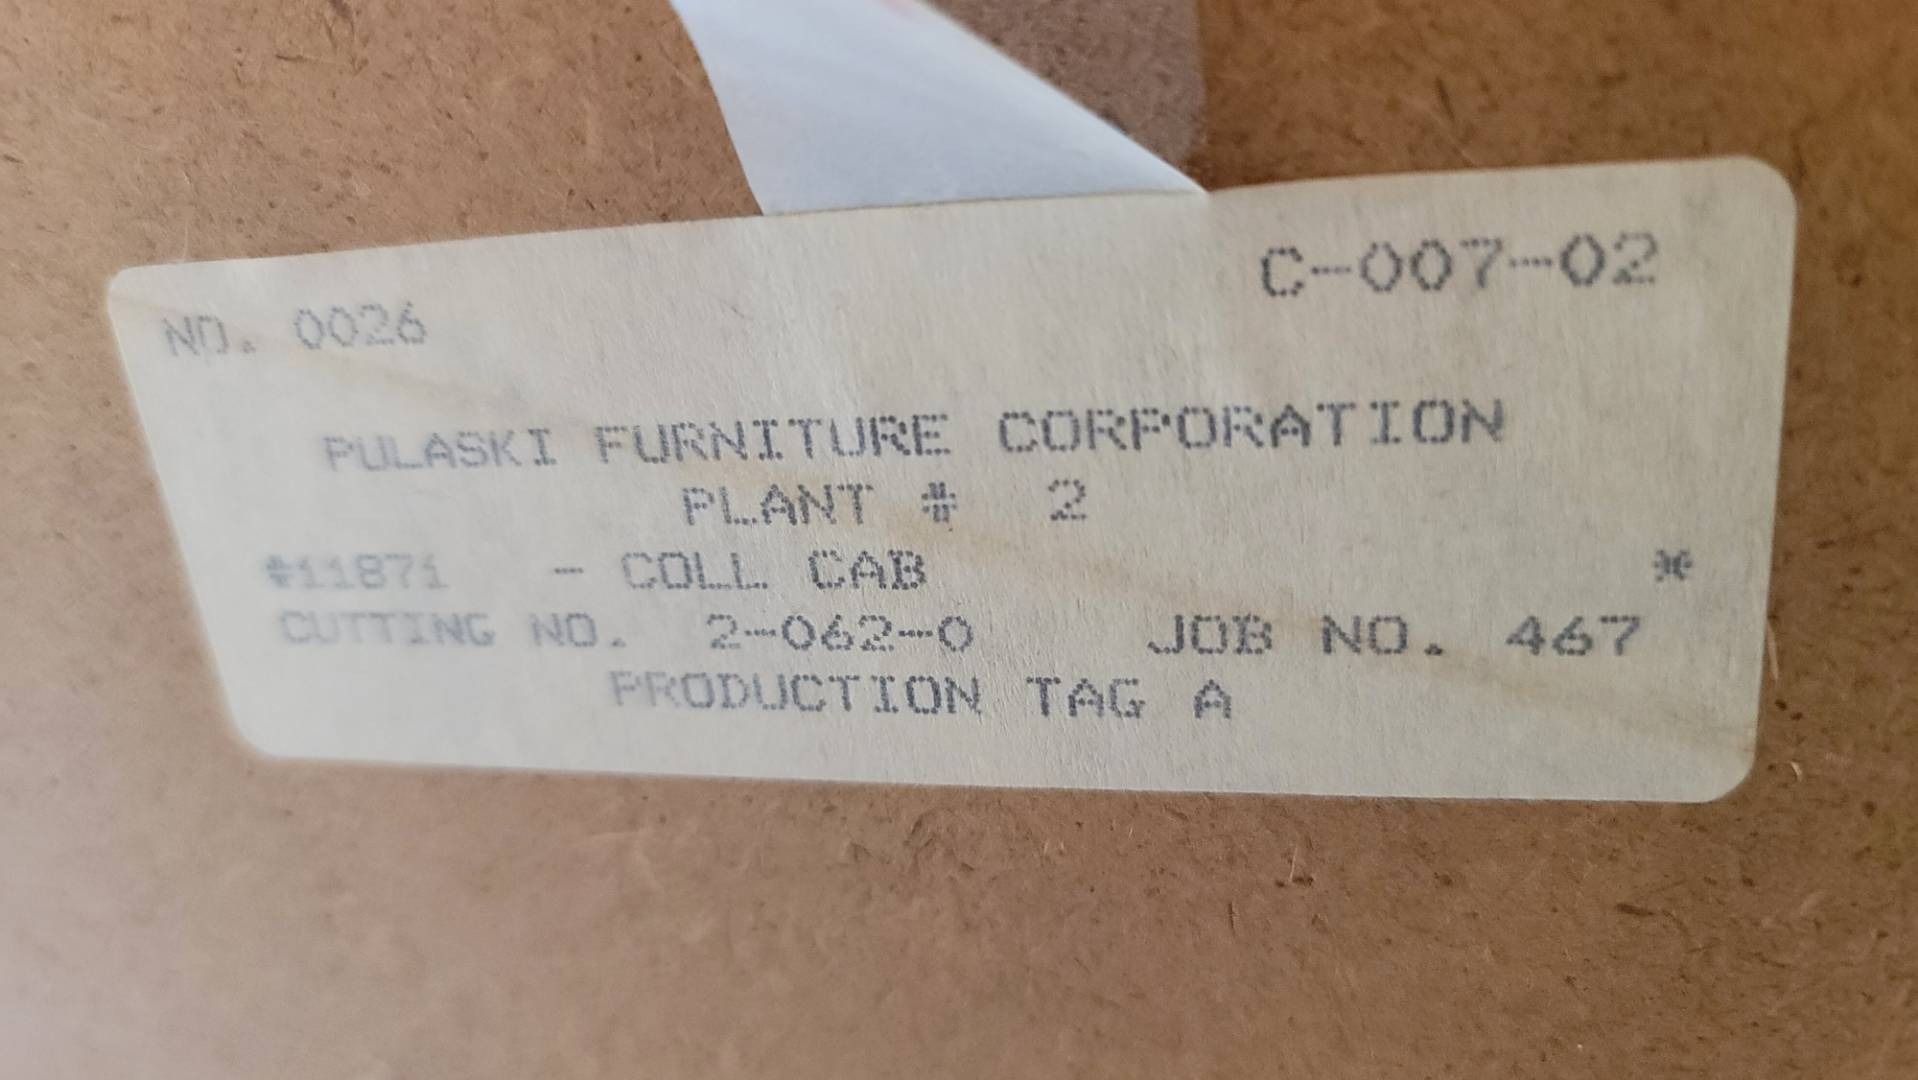 C-007-02
NO. 0026
PULASKI FURNITURE CORPORATION
PLANT # 2
#11871 - COLL CAB *
CUTTING NO. 2-062-0 JOB NO. 467
PRODUCTION TAG A